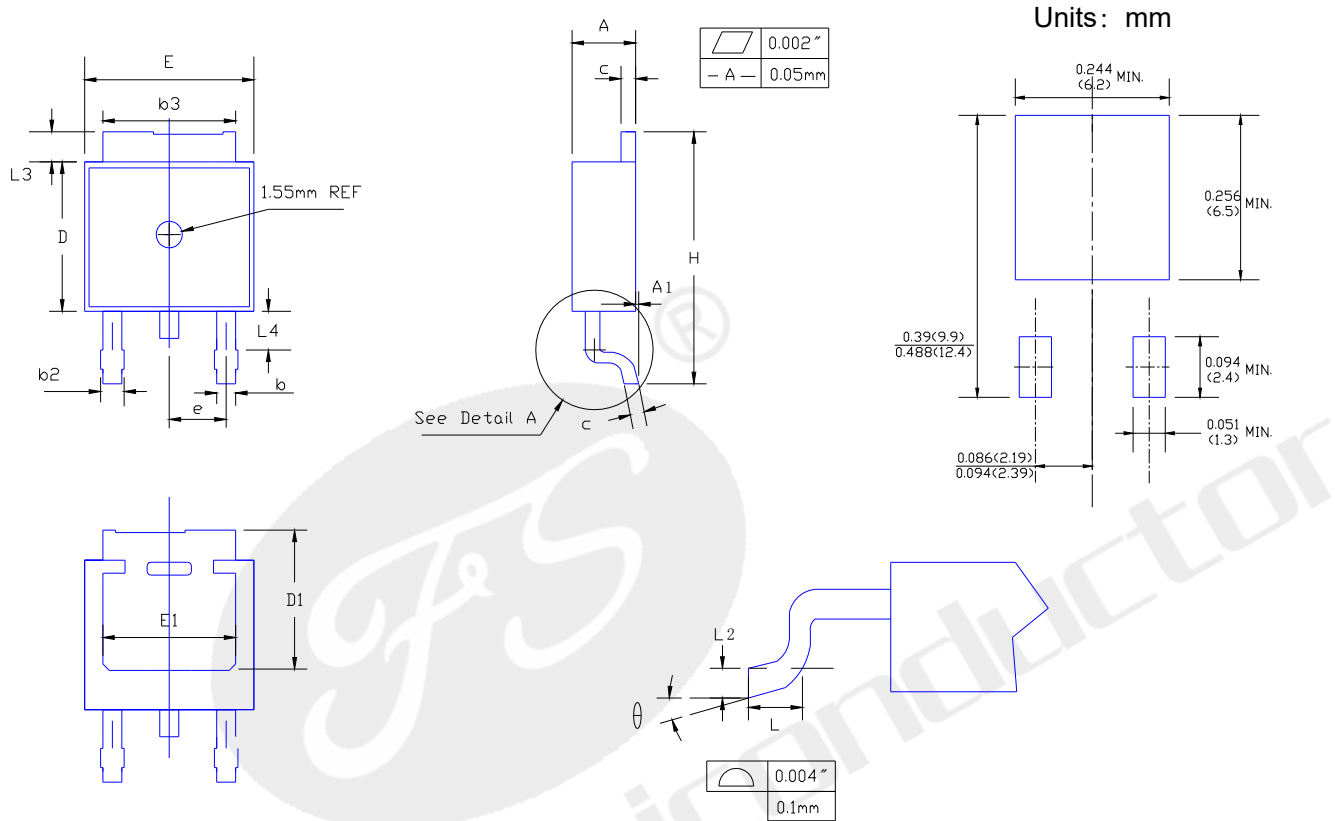 Units: mm
A
0.002"
E
c
- A - 0.05mm
0.244
(6.2) MIN.
b3
L3
1.55mm REF
0.256
(6.5) MIN.
D
H
A1
L4
0.39(9.9)
0.488(12.4)
0.094
(2.4) MIN.
b2
b
e
See Detail A
c
0.051
(1.3) MIN.
0.086(2.19)
0.094(2.39)
FS
®
iconductor
D1
E1
L2
θ
L
0.004"
0.1mm